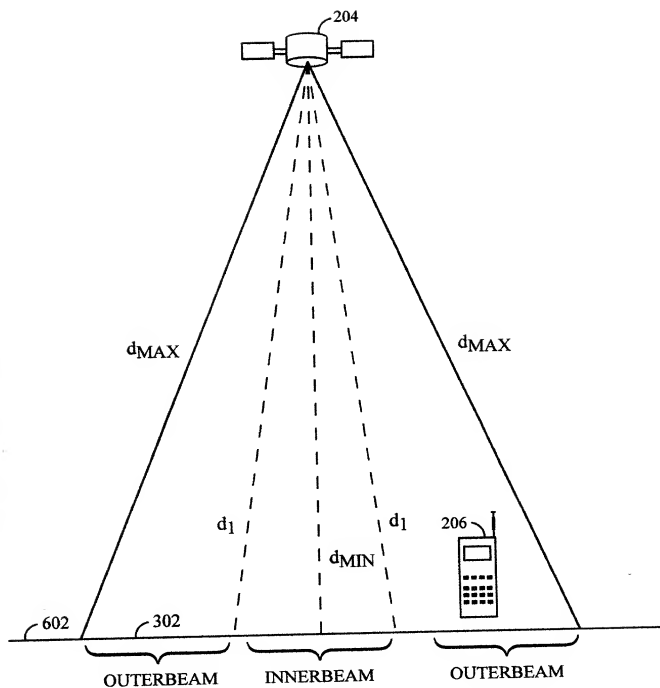 204
dMAX
dMAX
d1
d1
206
dMIN
602
302
OUTERBEAM
INNERBEAM
OUTERBEAM